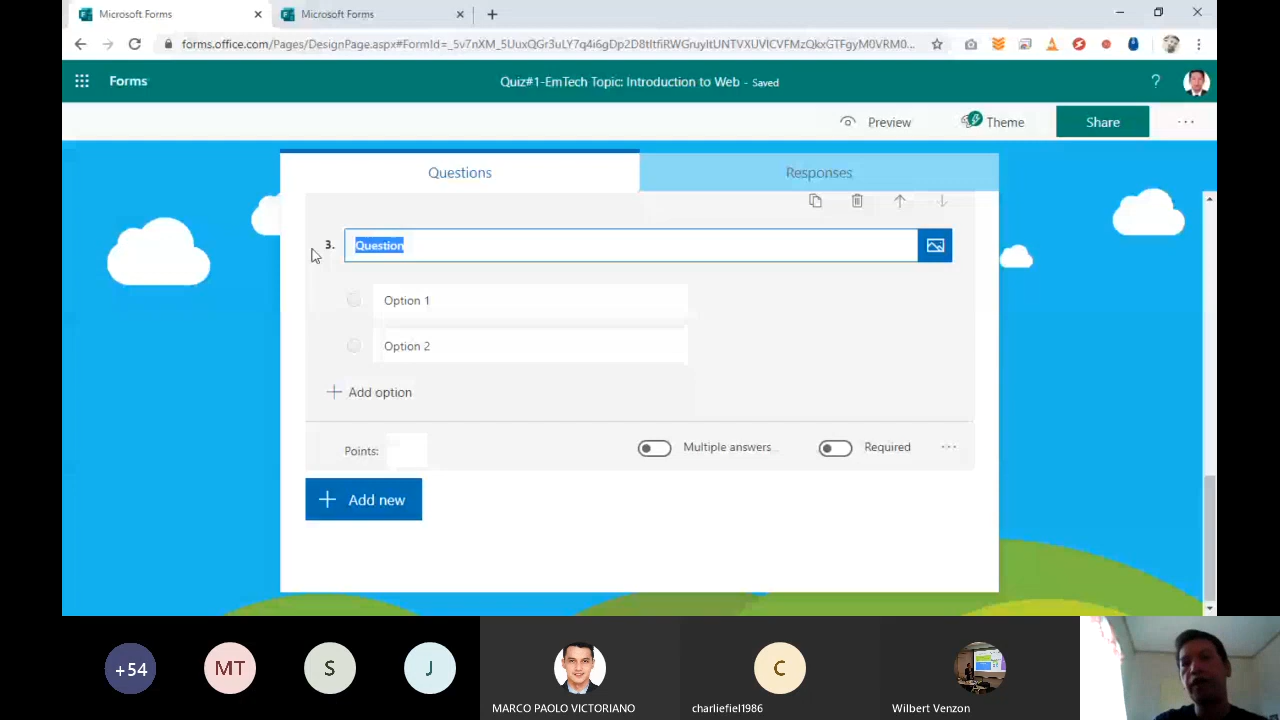 Microsoft Forms
Microsoft Forms
forms.office.com/Pages/DesignPage.aspx#FormId=_5v7nXM_5UuxQGr3uLY7q4i6gDp2D8tItfiRWGruyItUNTVXUVlCVFMzQkxGTFgyM0VRM0...
Forms
Quiz#1-EmTech Topic: Introduction to Web - Saved
?
Preview
Theme
Share
...
Questions
Responses
3.
Question
Option 1
Option 2
+ Add option
Points:
Multiple answers
Required
...
+ Add new
+54
MT
S
J
C
MARCO PAOLO VICTORIANO
charliefiel1986
Wilbert Venzon